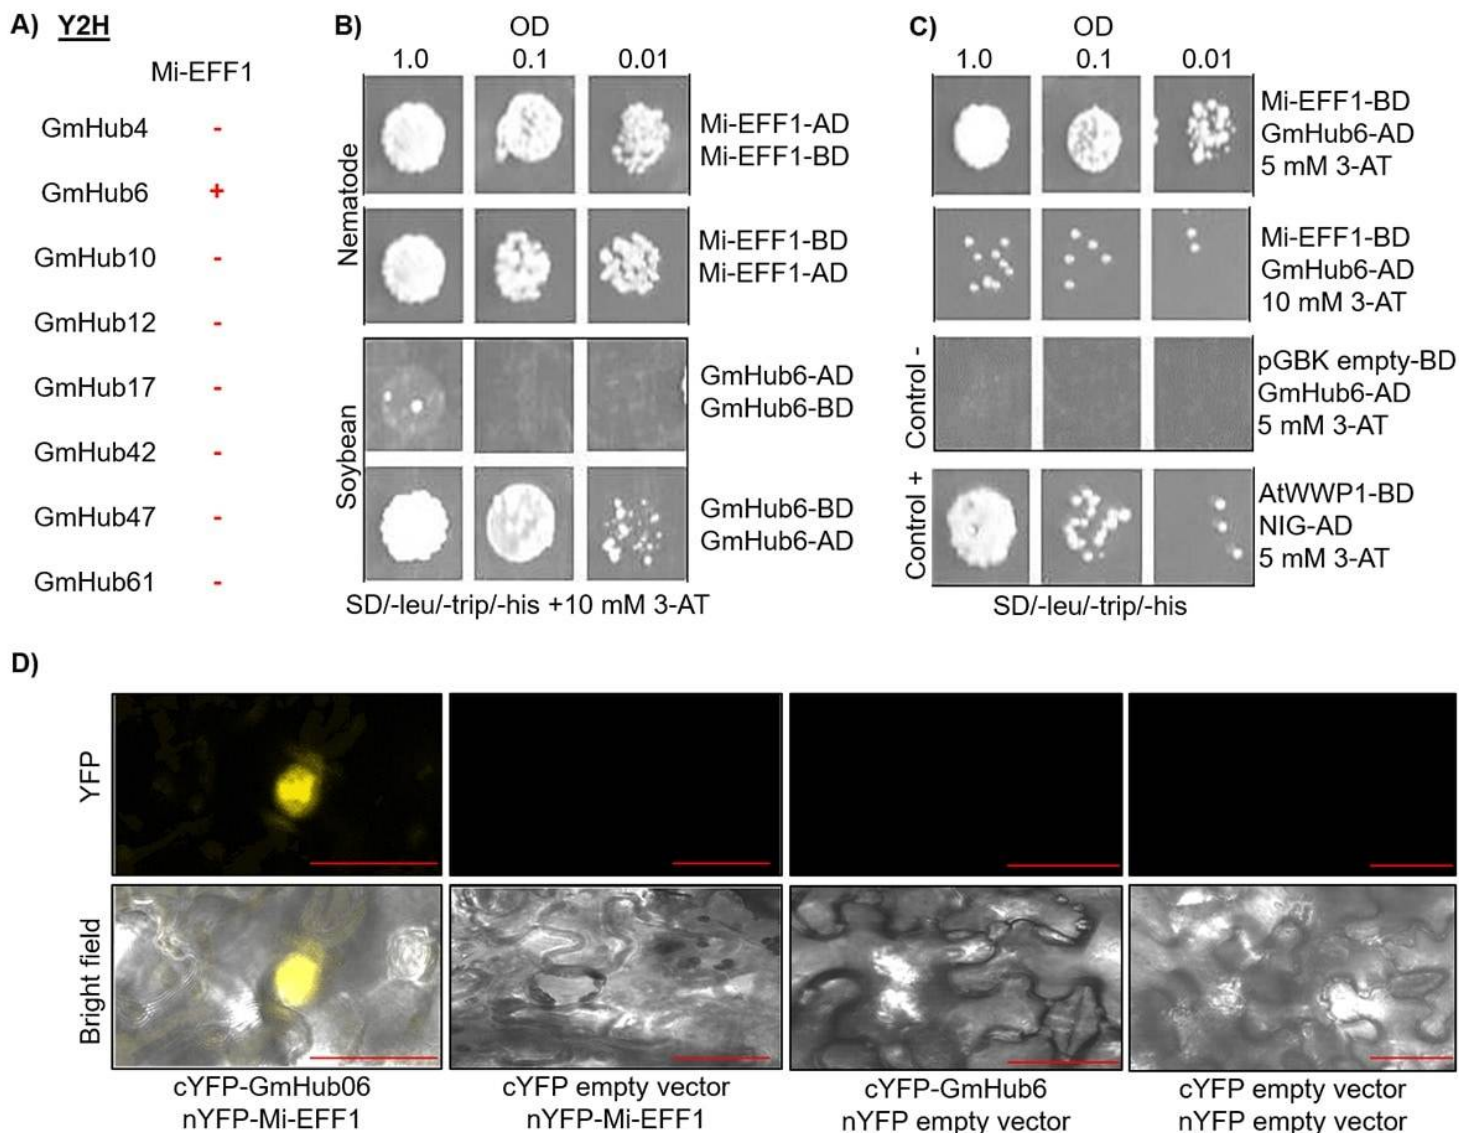 A) Y2H
Mi-EFF1
GmHub4 -
GmHub6 +
GmHub10 -
GmHub12 -
GmHub17 -
GmHub42 -
GmHub47 -
GmHub61 -
B) OD
1.0 0.1 0.01
Nematode
Mi-EFF1-AD
Mi-EFF1-BD
Mi-EFF1-BD
Mi-EFF1-AD
Soybean
GmHub6-AD
GmHub6-BD
GmHub6-BD
GmHub6-AD
SD/-leu/-trip/-his +10 mM 3-AT
C) OD
1.0 0.1 0.01
Mi-EFF1-BD
GmHub6-AD
5 mM 3-AT
Mi-EFF1-BD
GmHub6-AD
10 mM 3-AT
Control -
pGBK empty-BD
GmHub6-AD
5 mM 3-AT
Control +
AtWWP1-BD
NIG-AD
5 mM 3-AT
SD/-leu/-trip/-his
D)
YFP
Bright field
cYFP-GmHub06
nYFP-Mi-EFF1
cYFP empty vector
nYFP-Mi-EFF1
cYFP-GmHub6
nYFP empty vector
cYFP empty vector
nYFP empty vector